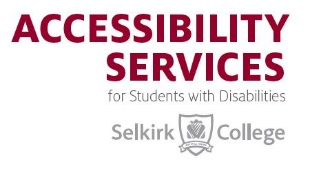 ACCESSIBILITY
SERVICES
for Students with Disabilities
Selkirk College